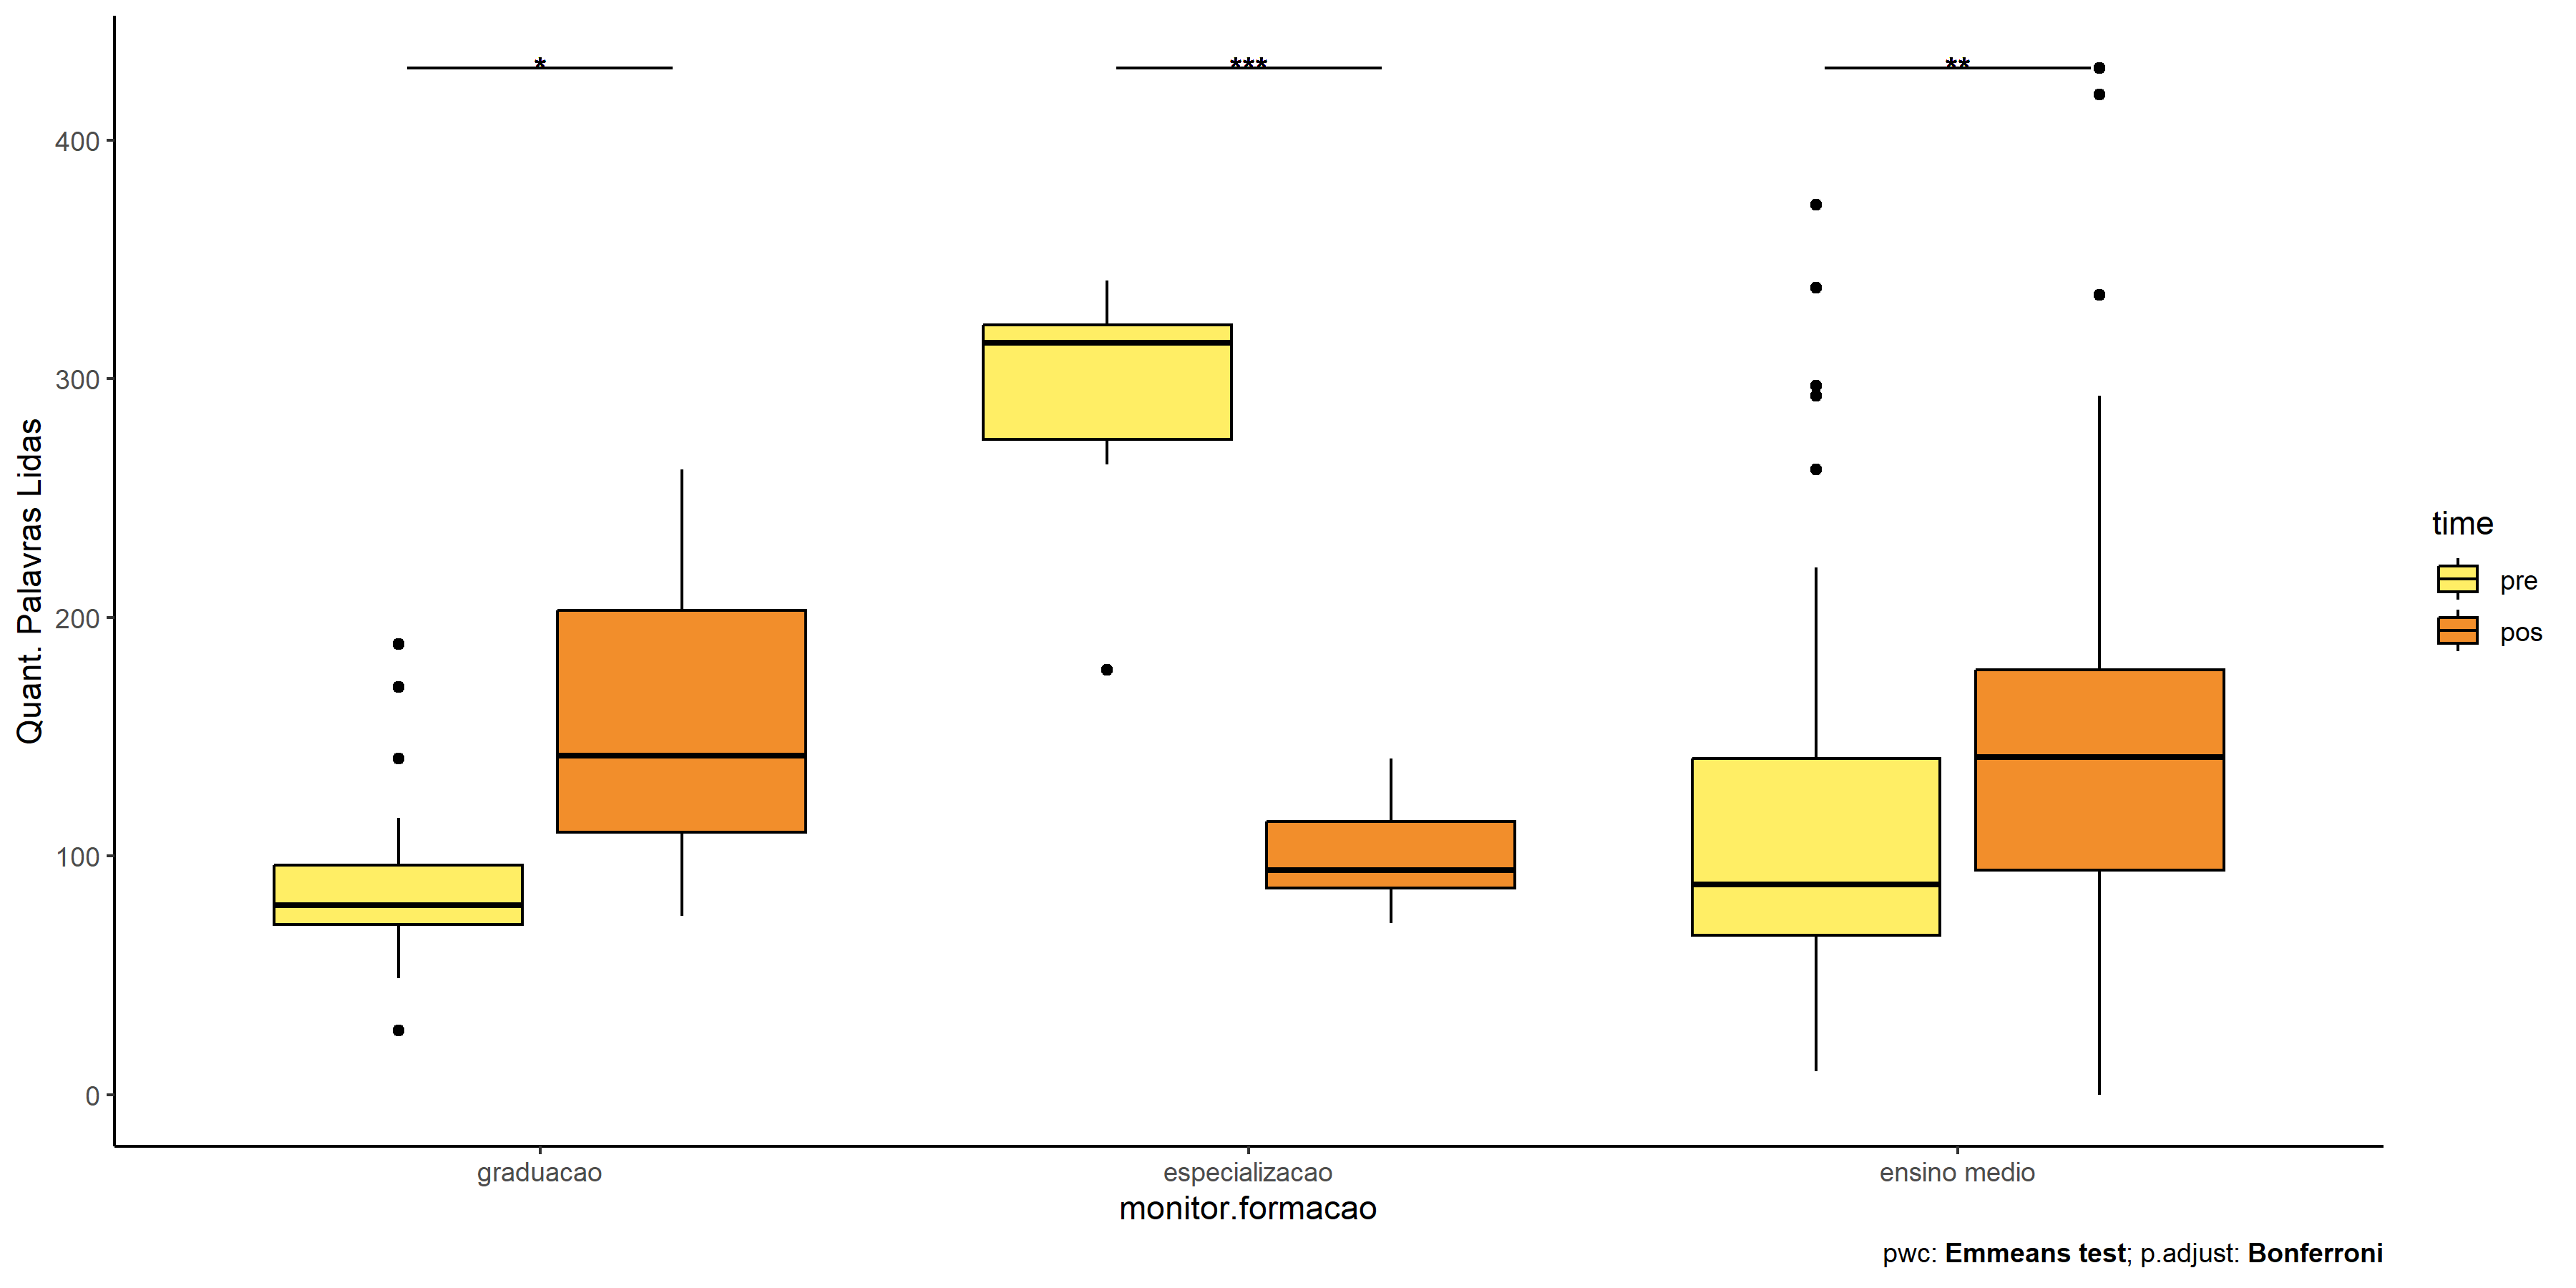 * *** **
400
300
200
100
0
Quant. Palavras Lidas
graduacao especializacao ensino medio
monitor.formacao
time
pre
pos
pwc: Emmeans test; p.adjust: Bonferroni